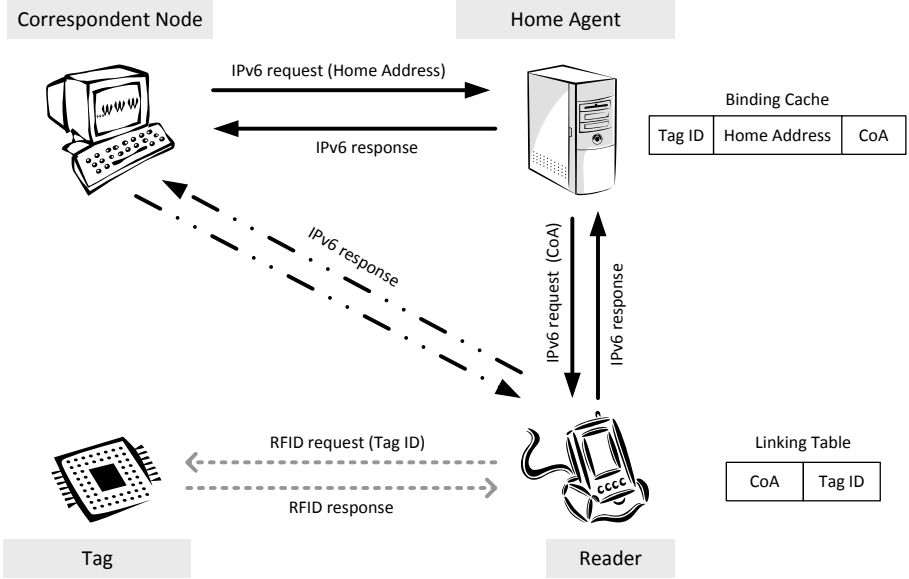 Correspondent Node
Home Agent
IPv6 request (Home Address)
WWW
IPv6 response
Binding Cache
Tag ID
Home Address
CoA
IPv6 response
IPv6 request (CoA)
IPv6 response
RFID request (Tag ID)
RFID response
Linking Table
CoA
Tag ID
Tag
Reader